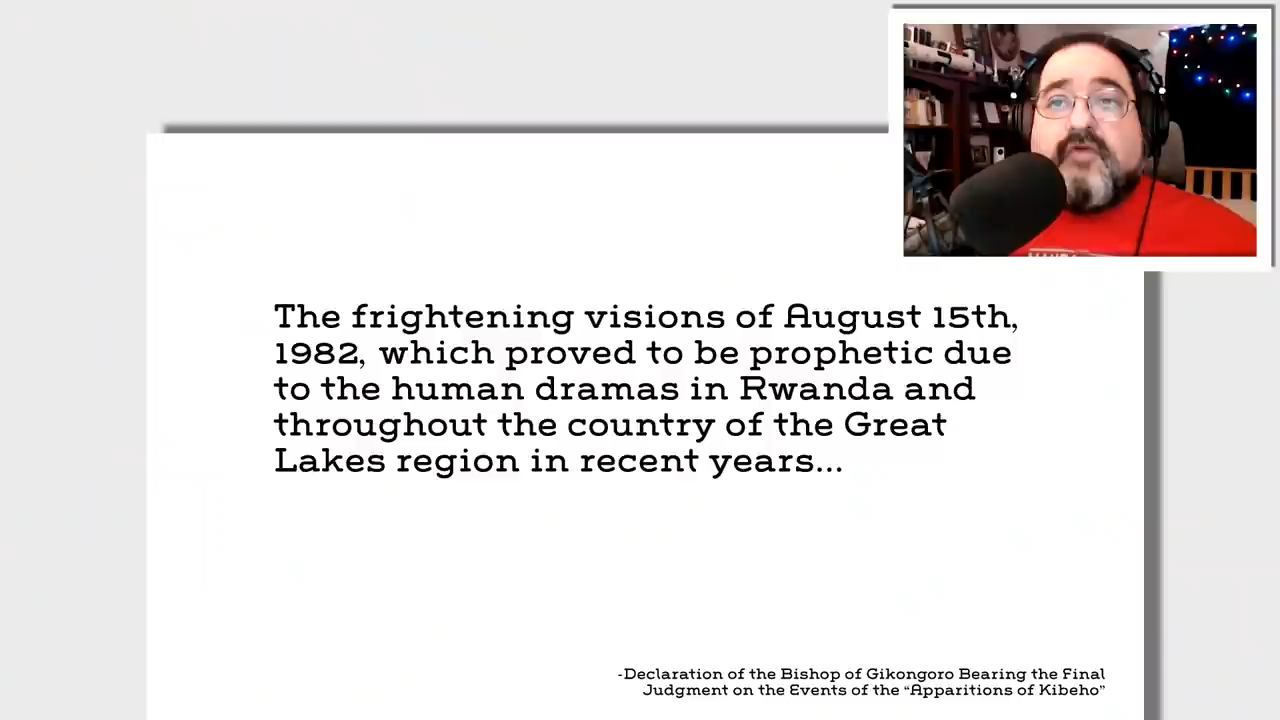 The frightening visions of August 15th,
1982, which proved to be prophetic due
to the human dramas in Rwanda and
throughout the country of the Great
Lakes region in recent years...
-Declaration of the Bishop of Gikongoro Bearing the Final
Judgment on the Events of the “Apparitions of Kibeho”